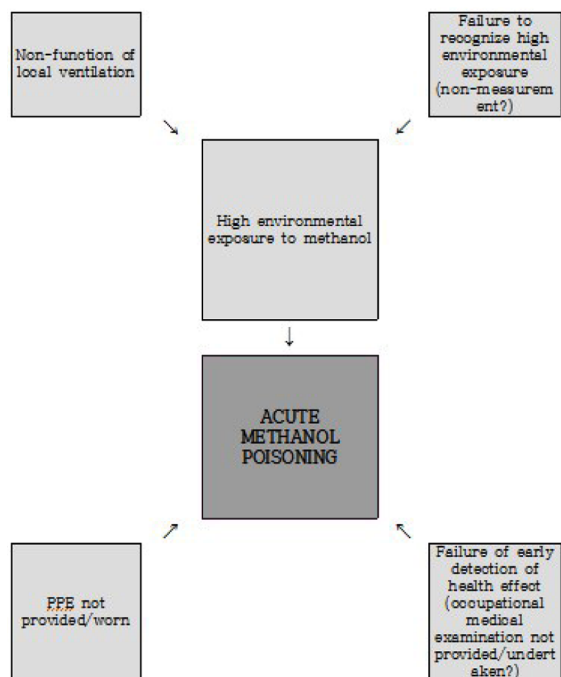 Non-function of
local ventilation
Failure to
recognize high
environmental
exposure
(non-measurem
ent?)
High environmental
exposure to methanol
ACUTE
METHANOL
POISONING
PPE not
provided/worn
Failure of early
detection of
health effect
(occupational
medical
examination not
provided/undert
aken?)